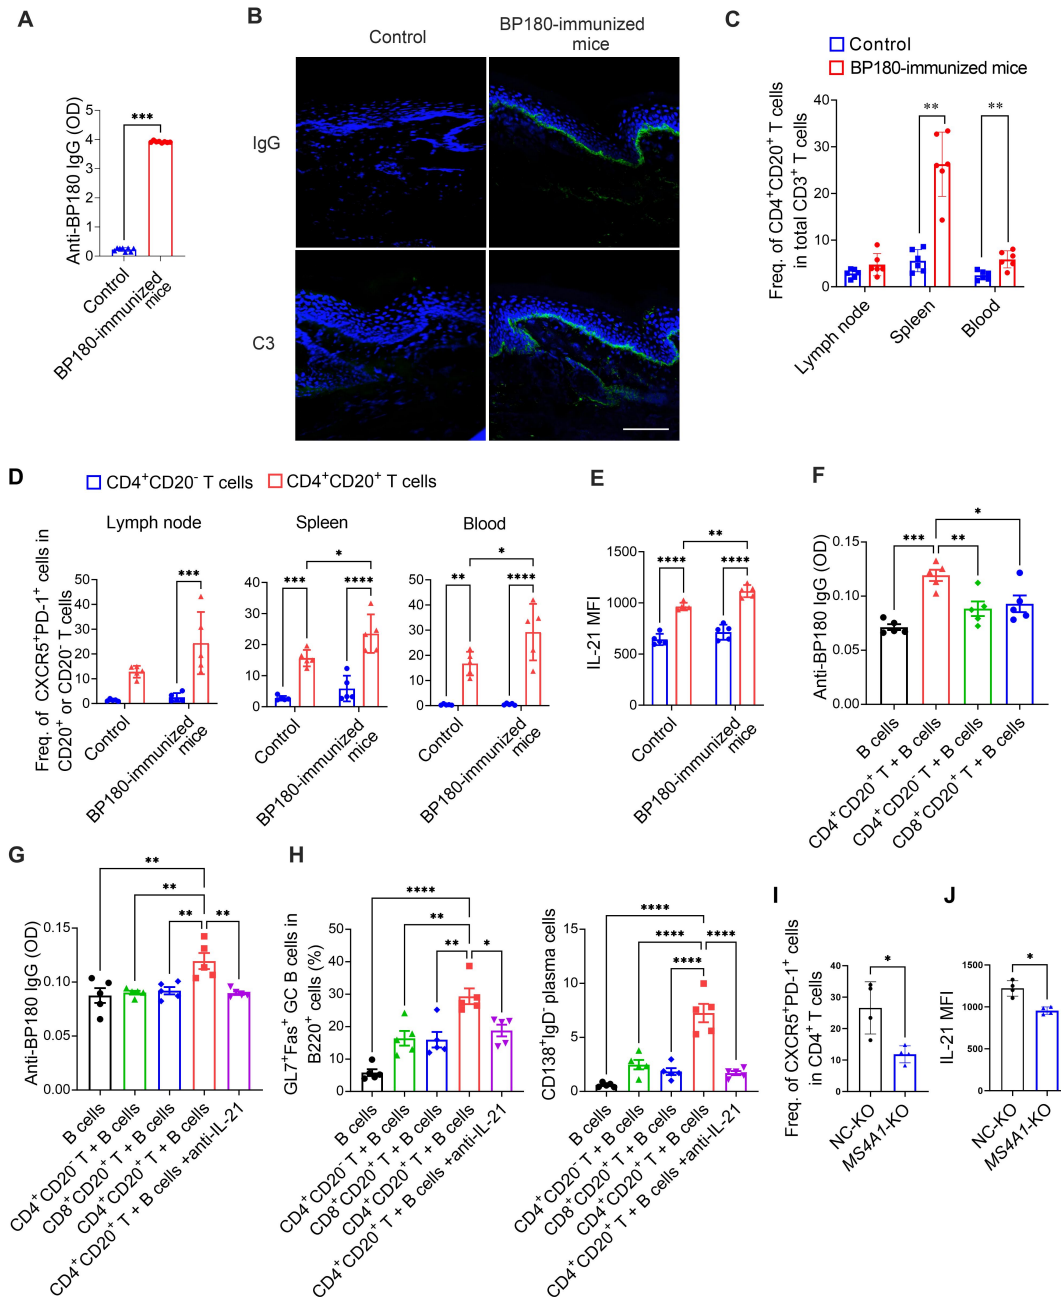 A
Anti-BP180 IgG (OD)
5
4
3
2
1
0
***
Control
BP180-immunized
mice
B
Control
BP180-immunized
mice
IgG
C3
C
Control
BP180-immunized mice
Freq. of CD4⁺CD20⁺ T cells
in total CD3⁺ T cells
40
30
20
10
0
**
**
Lymph node
Spleen
Blood
D
CD4⁺CD20⁻ T cells
CD4⁺CD20⁺ T cells
Freq. of CXCR5⁺PD-1⁺ cells in
CD20⁺ or CD20⁻ T cells
Lymph node
50
40
30
20
10
0
***
Control
BP180-immunized
mice
Spleen
40
30
20
10
0
*
***
****
Control
BP180-immunized
mice
Blood
50
40
30
20
10
0
*
**
****
Control
BP180-immunized
mice
E
IL-21 MFI
1500
1000
500
0
**
****
****
Control
BP180-immunized
mice
F
Anti-BP180 IgG (OD)
0.15
0.10
0.05
0.00
*
***
**
B cells
CD4⁺CD20⁺ T + B cells
CD4⁺CD20⁻ T + B cells
CD8⁺CD20⁺ T + B cells
G
Anti-BP180 IgG (OD)
0.15
0.10
0.05
0.00
**
**
**
**
B cells
CD4⁺CD20⁻ T + B cells
CD8⁺CD20⁺ T + B cells
CD4⁺CD20⁺ T + B cells
CD4⁺CD20⁺ T + B cells +anti-IL-21
H
GL7⁺Fas⁺ GC B cells in
B220⁺ cells (%)
50
40
30
20
10
0
****
**
**
*
B cells
CD4⁺CD20⁻ T + B cells
CD8⁺CD20⁺ T + B cells
CD4⁺CD20⁺ T + B cells
CD4⁺CD20⁺ T + B cells +anti-IL-21
CD138⁺IgD⁻ plasma cells
15
10
5
0
****
****
****
****
B cells
CD4⁺CD20⁻ T + B cells
CD8⁺CD20⁺ T + B cells
CD4⁺CD20⁺ T + B cells
CD4⁺CD20⁺ T + B cells +anti-IL-21
I
Freq. of CXCR5⁺PD-1⁺ cells
in CD4⁺ T cells
40
30
20
10
0
*
NC-KO
MS4A1-KO
J
IL-21 MFI
1500
1000
500
0
*
NC-KO
MS4A1-KO